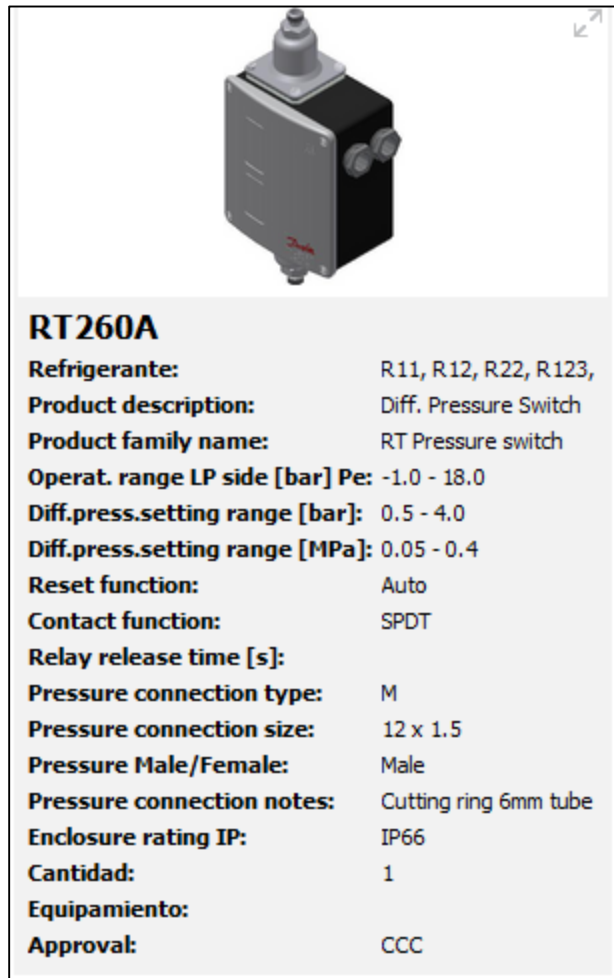 Danfoss
RT260A
Refrigerante: R11, R12, R22, R123,
Product description: Diff. Pressure Switch
Product family name: RT Pressure switch
Operat. range LP side [bar] Pe: -1.0 - 18.0
Diff.press.setting range [bar]: 0.5 - 4.0
Diff.press.setting range [MPa]: 0.05 - 0.4
Reset function: Auto
Contact function: SPDT
Relay release time [s]:
Pressure connection type: M
Pressure connection size: 12 x 1.5
Pressure Male/Female: Male
Pressure connection notes: Cutting ring 6mm tube
Enclosure rating IP: IP66
Cantidad: 1
Equipamiento:
Approval: CCC